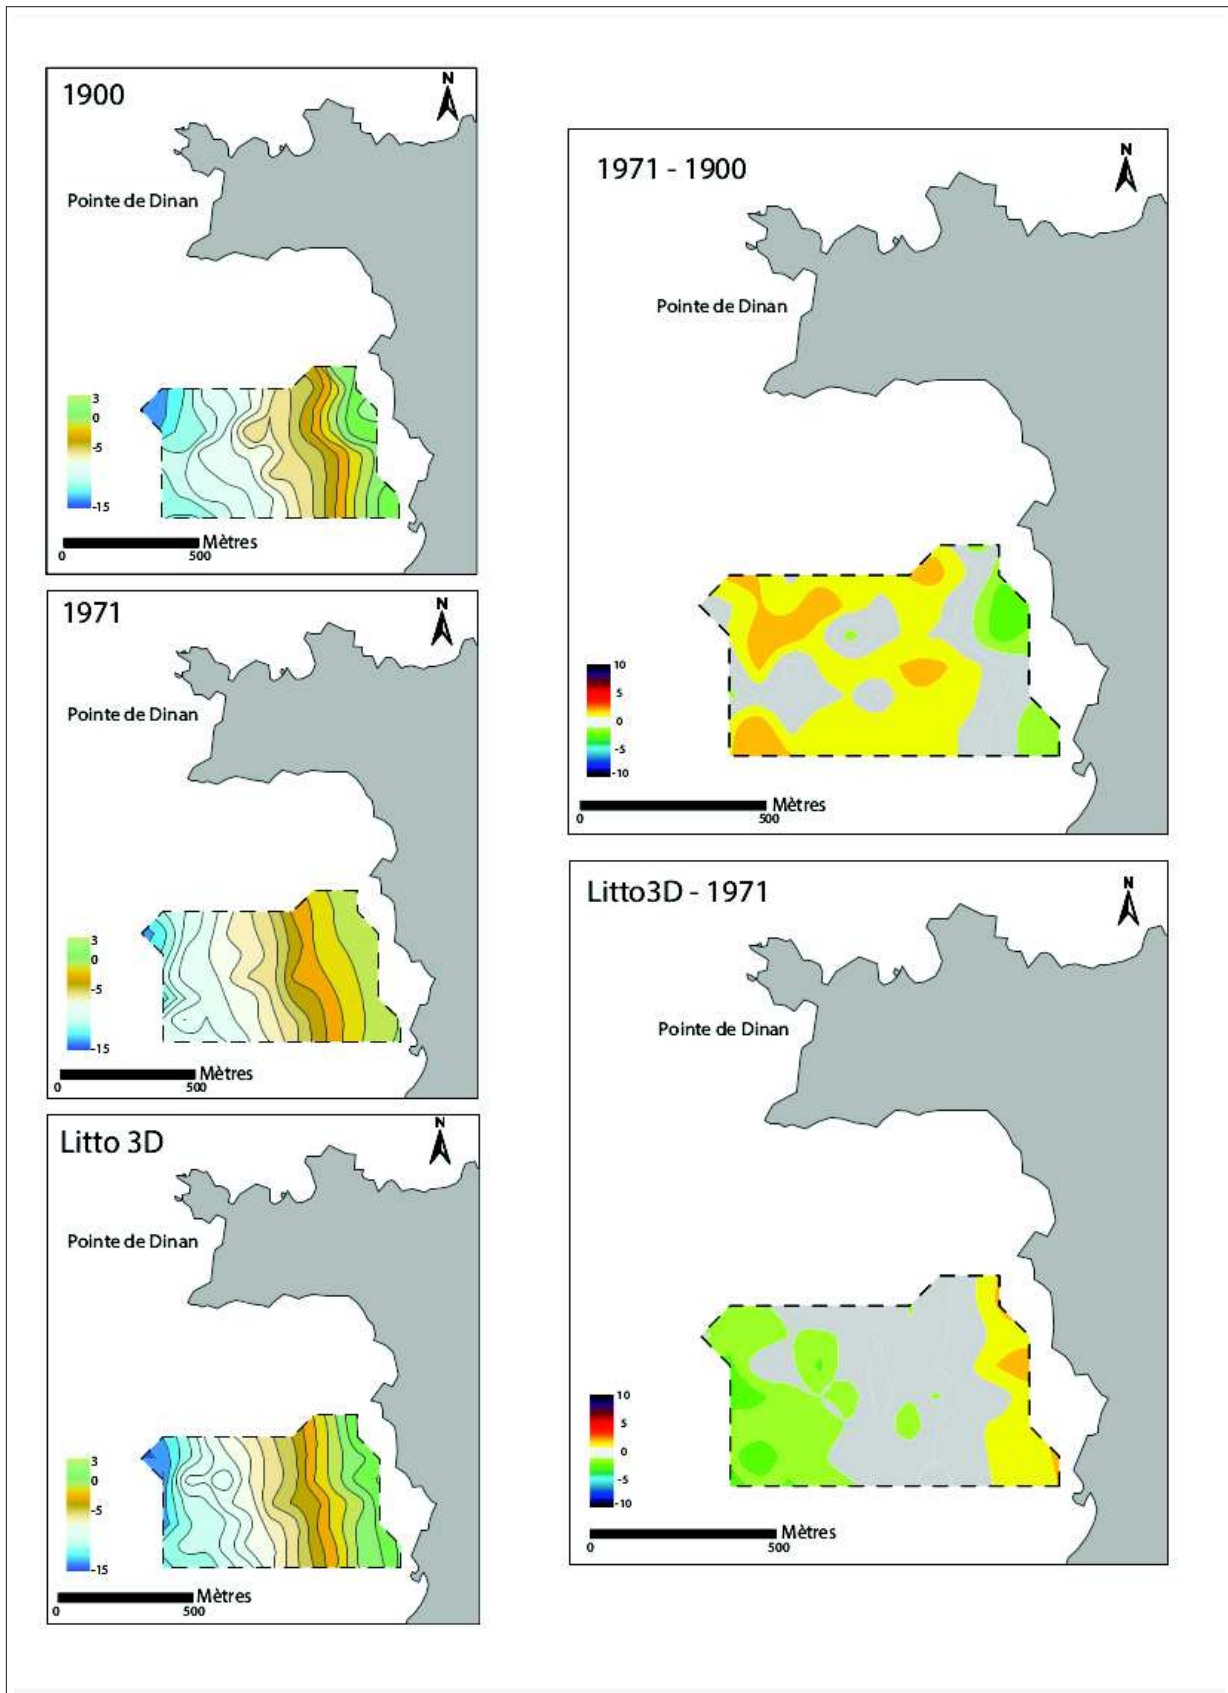 1900
N
Pointe de Dinan
3
0
-5
-15
Mètres
0
500
1971
N
Pointe de Dinan
3
0
-5
-15
Mètres
0
500
Litto 3D
N
Pointe de Dinan
3
0
-5
-15
Mètres
0
500
1971 - 1900
N
Pointe de Dinan
10
5
0
-5
-10
Mètres
0
500
Litto3D - 1971
N
Pointe de Dinan
10
5
0
-5
-10
Mètres
0
500